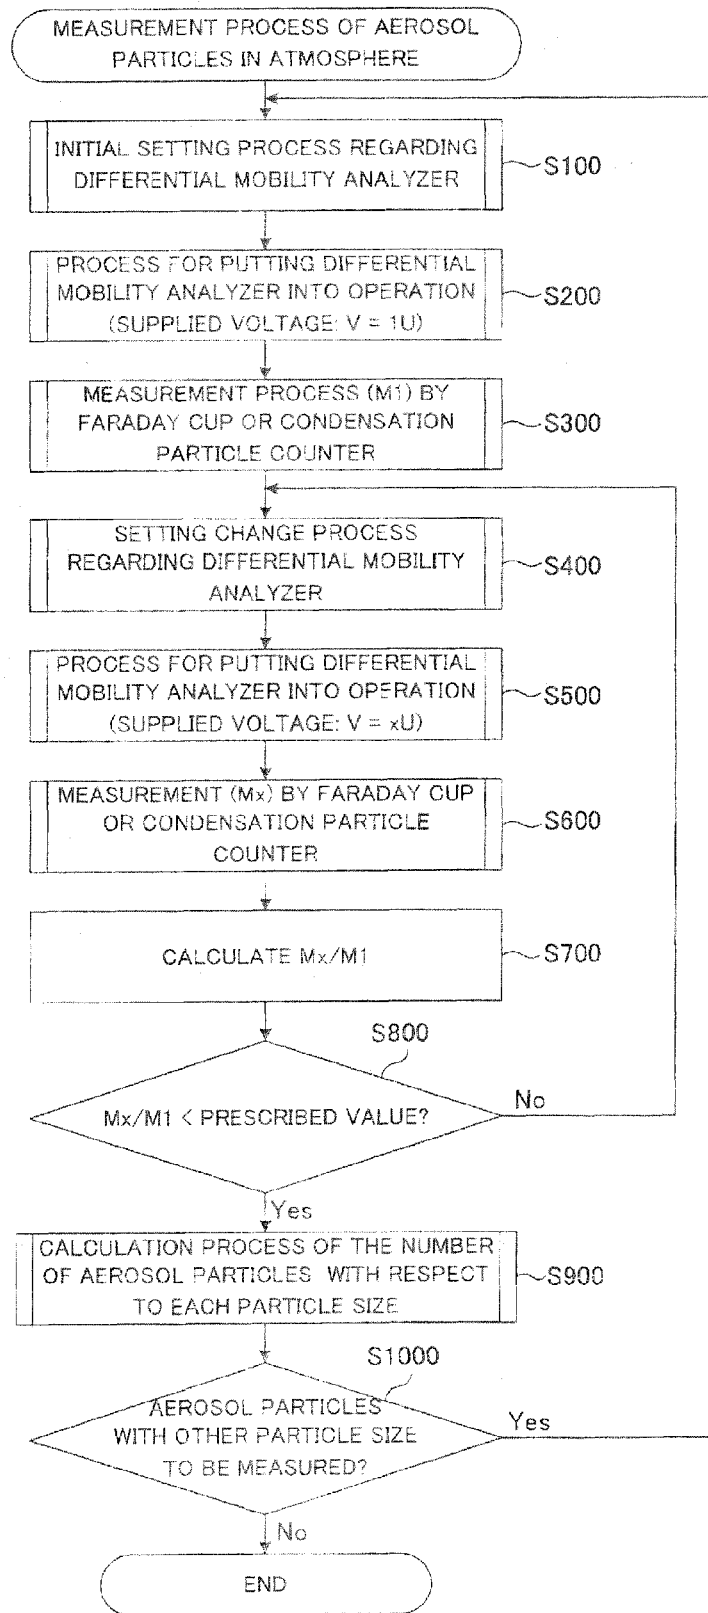 MEASUREMENT PROCESS OF AEROSOL
PARTICLES IN ATMOSPHERE
INITIAL SETTING PROCESS REGARDING
DIFFERENTIAL MOBILITY ANALYZER
S100
PROCESS FOR PUTTING DIFFERENTIAL
MOBILITY ANALYZER INTO OPERATION
(SUPPLIED VOLTAGE: V = 1U)
S200
MEASUREMENT PROCESS (M1) BY
FARADAY CUP OR CONDENSATION
PARTICLE COUNTER
S300
SETTING CHANGE PROCESS
REGARDING DIFFERENTIAL MOBILITY
ANALYZER
S400
PROCESS FOR PUTTING DIFFERENTIAL
MOBILITY ANALYZER INTO OPERATION
(SUPPLIED VOLTAGE: V = xU)
S500
MEASUREMENT (Mx) BY FARADAY CUP
OR CONDENSATION PARTICLE
COUNTER
S600
CALCULATE Mx/M1
S700
S800
Mx/M1 < PRESCRIBED VALUE?
No
Yes
CALCULATION PROCESS OF THE NUMBER
OF AEROSOL PARTICLES WITH RESPECT
TO EACH PARTICLE SIZE
S900
S1000
AEROSOL PARTICLES
WITH OTHER PARTICLE SIZE
TO BE MEASURED?
Yes
No
END